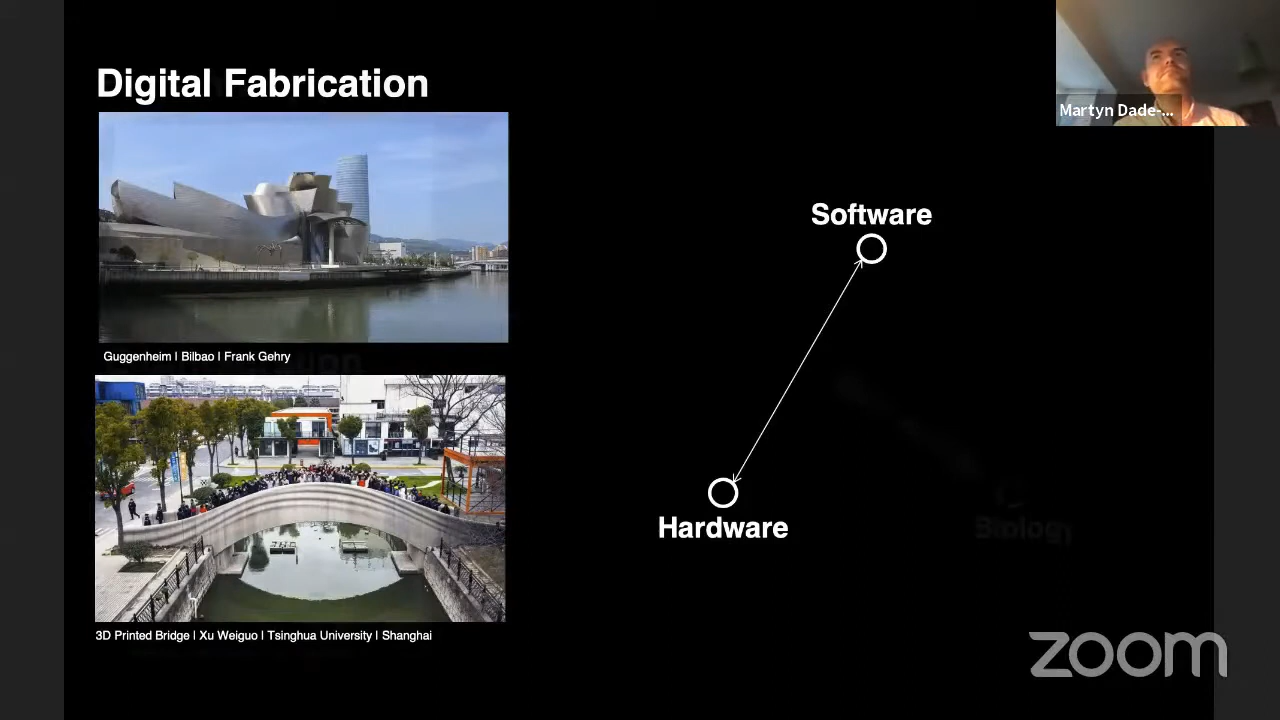 Digital Fabrication
Martyn Dade-...
Software
Guggenheim | Bilbao | Frank Gehry
Hardware
Biology
3D Printed Bridge | Xu Weiguo | Tsinghua University | Shanghai
zoom